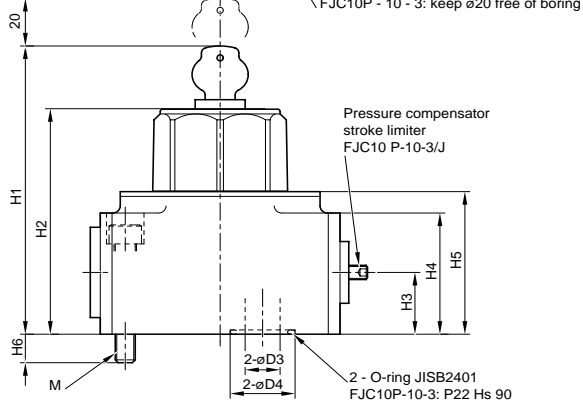 FJC10P - 10 - 3: keep ø20 free of boring
20
Pressure compensator
stroke limiter
FJC10 P-10-3/J
H1
H2
H3
H4
H5
H6
2-øD3
2-øD4
M
2 - O-ring JISB2401
FJC10P-10-3: P22 Hs 90